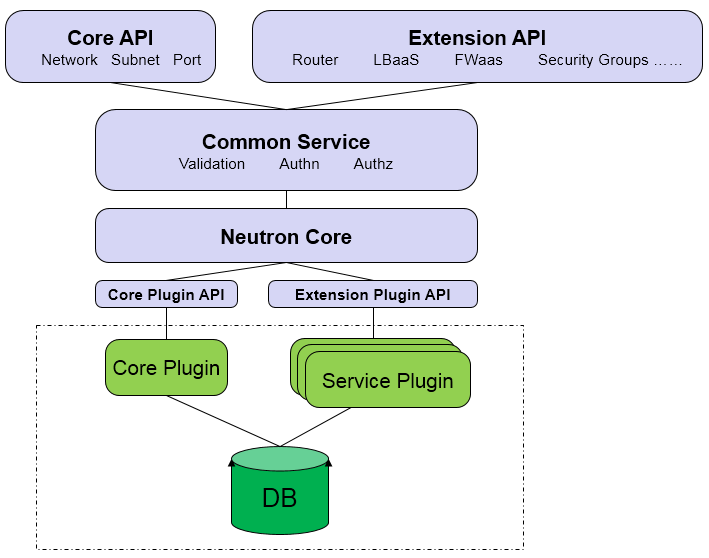 Core API
Network Subnet Port
Extension API
Router LBaaS FWaas Security Groups ……
Common Service
Validation Authn Authz
Neutron Core
Core Plugin API
Extension Plugin API
Core Plugin
Service Plugin
DB